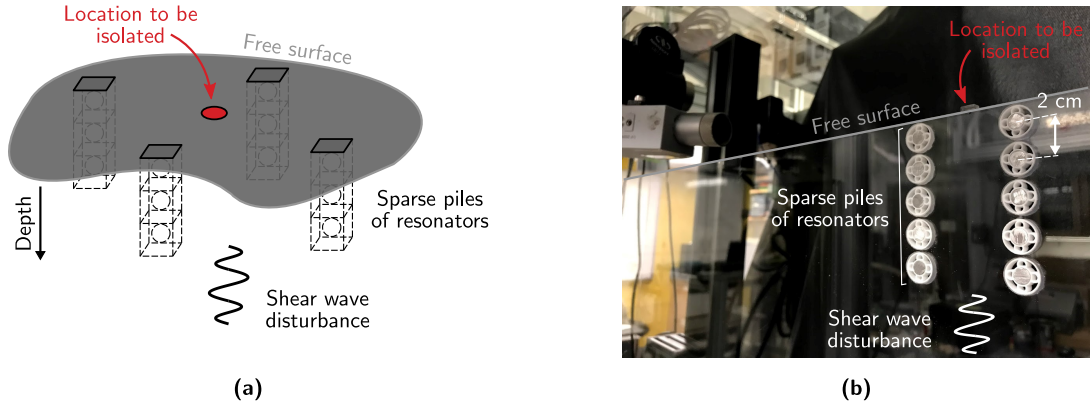 Location to be
isolated
Free surface
Depth
Sparse piles
of resonators
Shear wave
disturbance
(a)
Location to be
isolated
2 cm
Free surface
Sparse piles
of resonators
Shear wave
disturbance
(b)